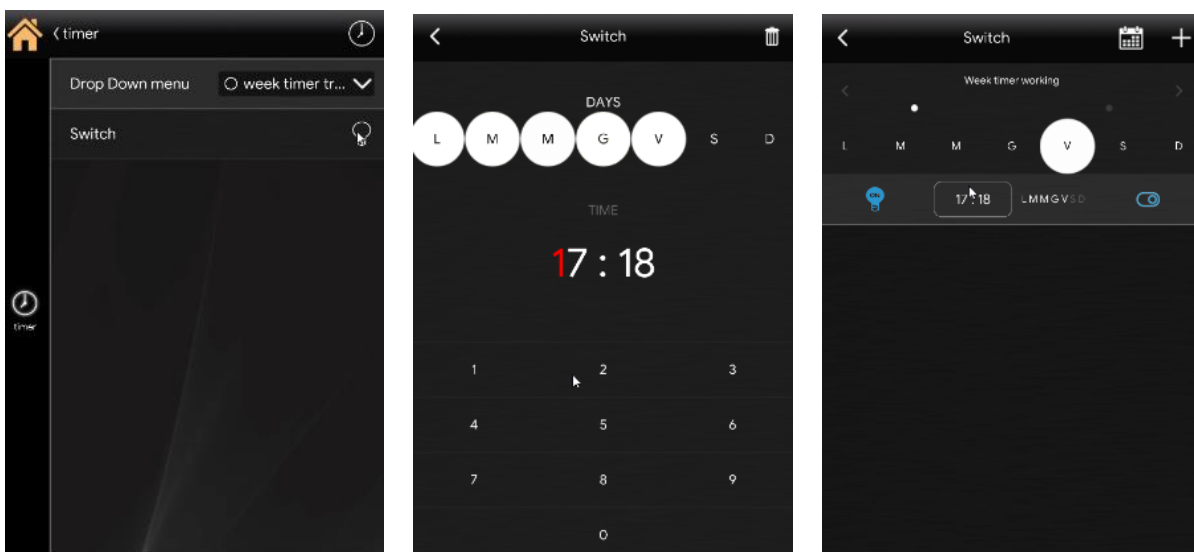 timer
Drop Down menu
week timer tr...
Switch
timer
Switch
DAYS
L M M G V S D
TIME
17 : 18
1 2 3
4 5 6
7 8 9
0
Switch
Week timer working
L M M G V S D
ON 17 : 18 LMMGVSD